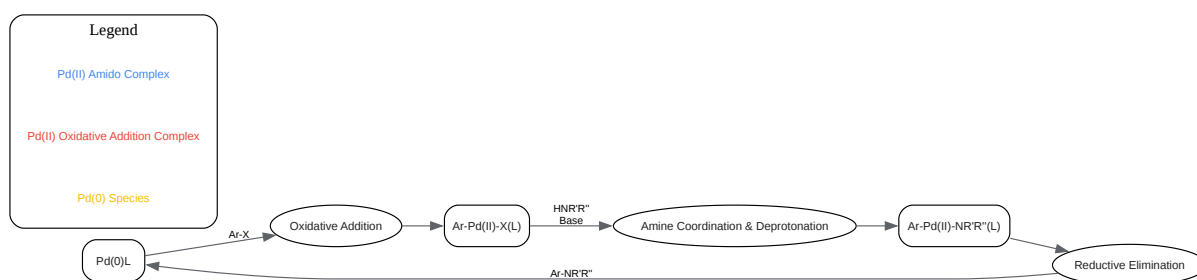 Legend
Pd(II) Amido Complex
Pd(II) Oxidative Addition Complex
Pd(0) Species
Pd(0)L
Ar-X
Oxidative Addition
Ar-Pd(II)-X(L)
HNR'R"
Base
Amine Coordination & Deprotonation
Ar-Pd(II)-NR'R"(L)
Reductive Elimination
Ar-NR'R"